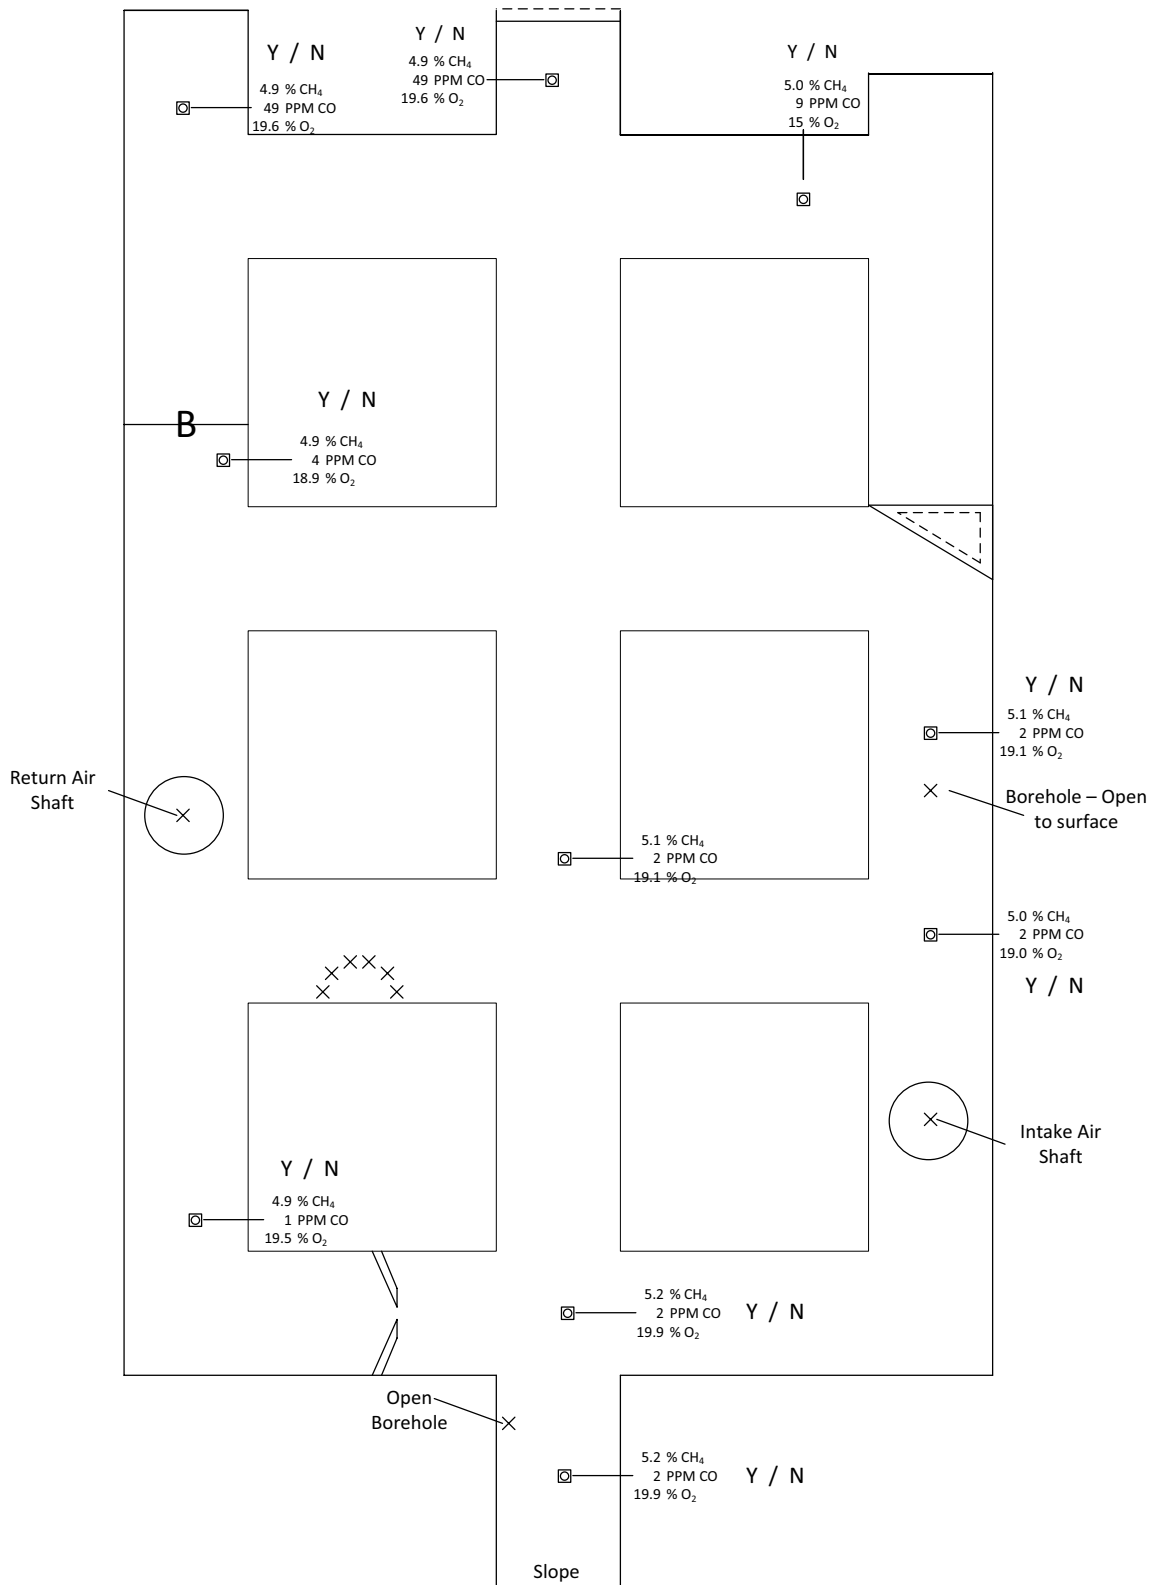 Y / N
4.9 % CH₄
49 PPM CO
19.6 % O₂
Y / N
4.9 % CH₄
49 PPM CO
19.6 % O₂
Y / N
5.0 % CH₄
9 PPM CO
15 % O₂
B
Y / N
4.9 % CH₄
4 PPM CO
18.9 % O₂
Y / N
5.1 % CH₄
2 PPM CO
19.1 % O₂
Return Air
Shaft
Borehole – Open
to surface
5.1 % CH₄
2 PPM CO
19.1 % O₂
5.0 % CH₄
2 PPM CO
19.0 % O₂
Y / N
Intake Air
Shaft
Y / N
4.9 % CH₄
1 PPM CO
19.5 % O₂
5.2 % CH₄
2 PPM CO
19.9 % O₂
Y / N
Open
Borehole
5.2 % CH₄
2 PPM CO
19.9 % O₂
Y / N
Slope